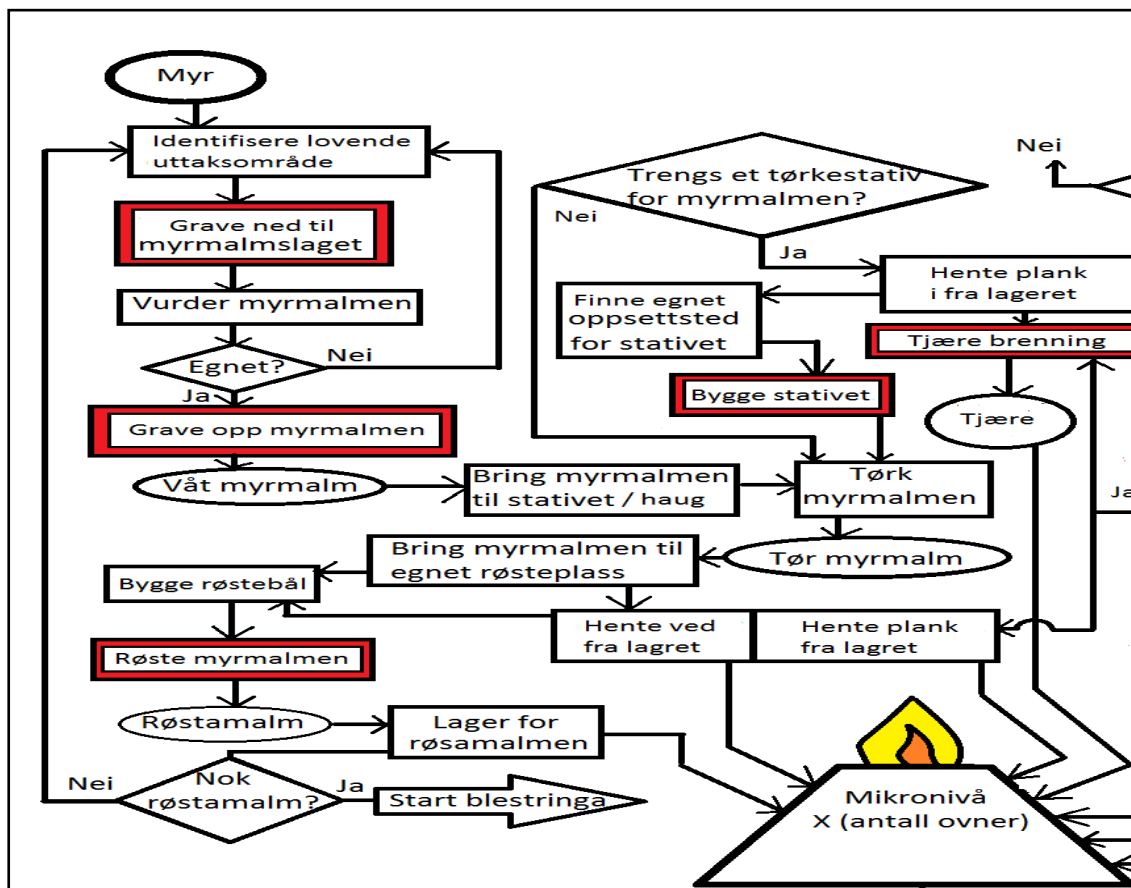 Myr
Identifisere lovende
uttaksområde
Grave ned til
myrmalmslaget
Vurder myrmalmen
Egnet?
Nei
Ja
Grave opp myrmalmen
Våt myrmalm
Bring myrmalmen
til stativet / haug
Trengs et tørkestativ
for myrmalmen?
Nei
Ja
Nei
Hente plank
i fra lageret
Finne egnet
oppsettsted
for stativet
Tjære brenning
Bygge stativet
Tjære
Tørk
myrmalmen
Ja
Tør myrmalm
Bring myrmalmen til
egnet røsteplass
Bygge røstebål
Hente ved
fra lagret
Hente plank
fra lagret
Røste myrmalmen
Røstamalm
Lager for
røsamalmen
Nok
røstamalm?
Nei
Ja
Start blestringa
Mikronivå
X (antall ovner)